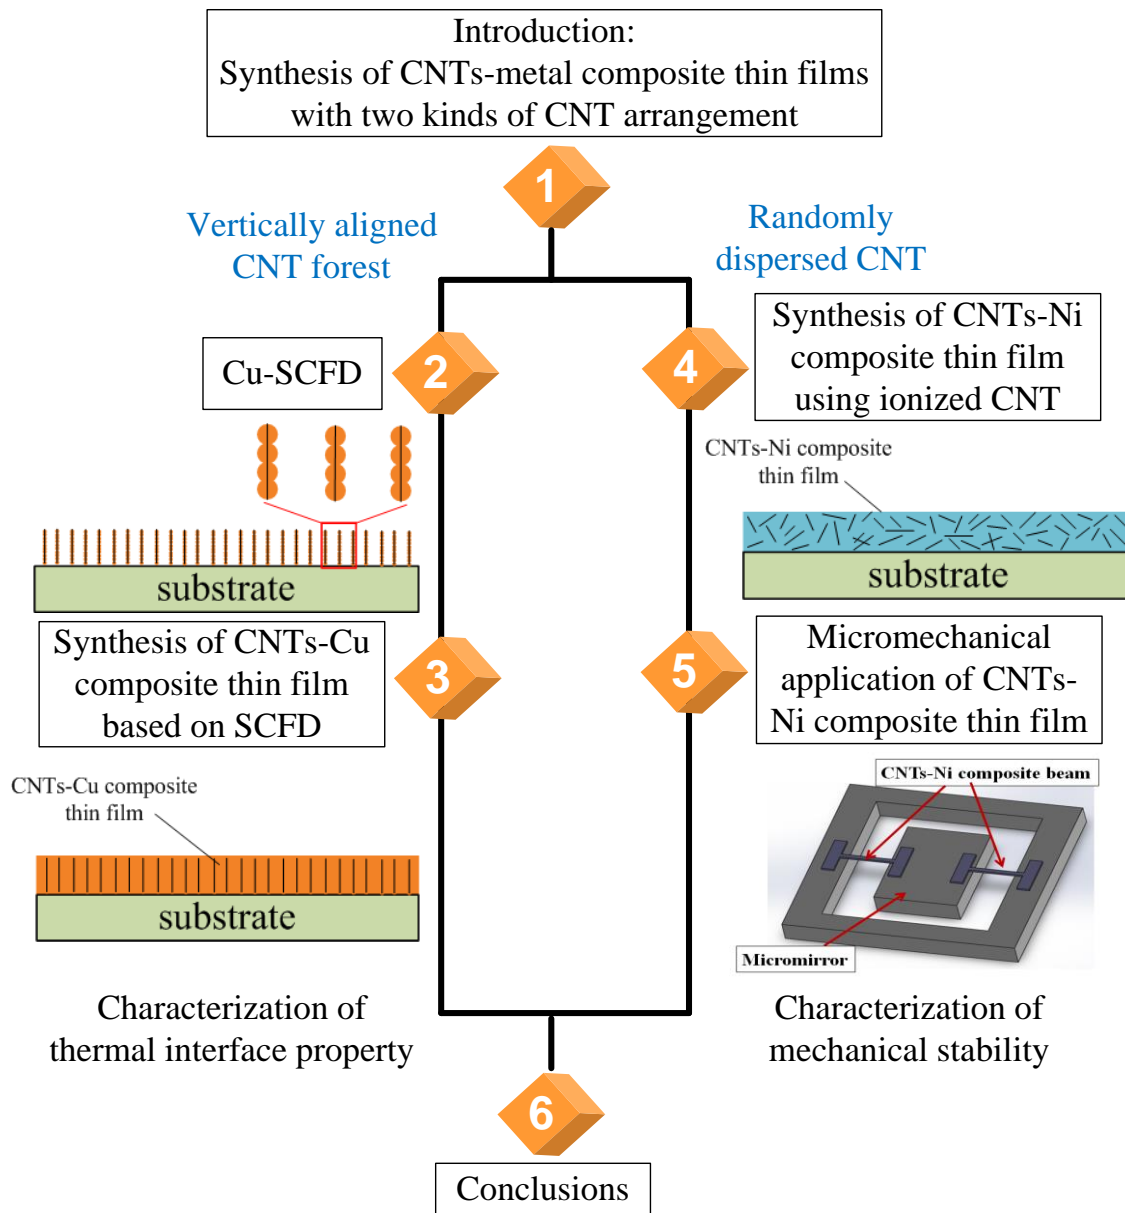 Introduction:
Synthesis of CNTs-metal composite thin films
with two kinds of CNT arrangement
1
Vertically aligned
CNT forest
Randomly
dispersed CNT
2
Cu-SCFD
substrate
3
Synthesis of CNTs-Cu
composite thin film
based on SCFD
CNTs-Cu composite
thin film
substrate
Characterization of
thermal interface property
4
Synthesis of CNTs-Ni
composite thin film
using ionized CNT
CNTs-Ni composite
thin film
substrate
5
Micromechanical
application of CNTs-
Ni composite thin film
CNTs-Ni composite beam
Micromirror
Characterization of
mechanical stability
6
Conclusions